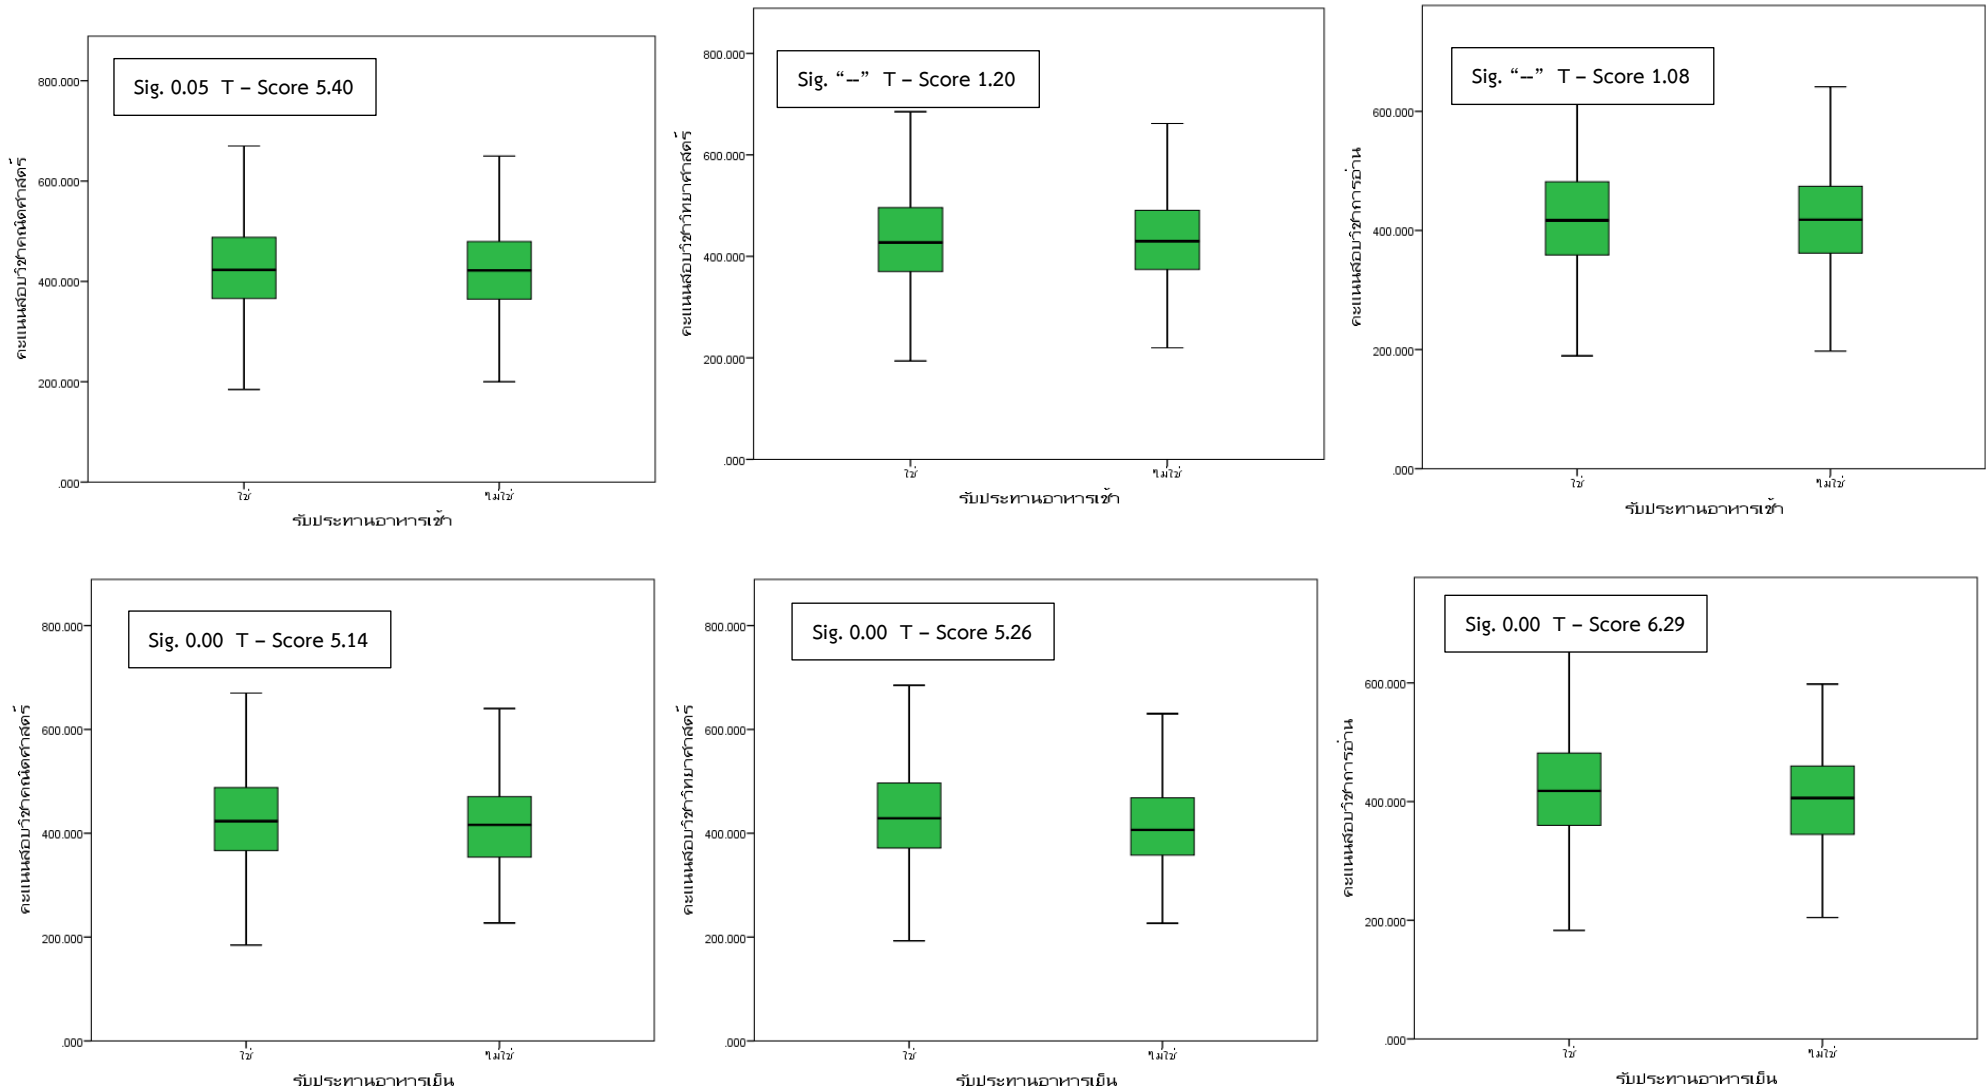 Sig. 0.05 T – Score 5.40
800.000
600.000
400.000
200.000
.000
คะแนนสอบวิชาคณิตศาสตร์
ใช่
ไม่ใช่
รับประทานอาหารเช้า
Sig. “--” T – Score 1.20
800.000
600.000
400.000
200.000
.000
คะแนนสอบวิชาวิทยาศาสตร์
ใช่
ไม่ใช่
รับประทานอาหารเช้า
Sig. “--” T – Score 1.08
600.000
400.000
200.000
.000
คะแนนสอบวิชาการอ่าน
ใช่
ไม่ใช่
รับประทานอาหารเช้า
Sig. 0.00 T – Score 5.14
800.000
600.000
400.000
200.000
.000
คะแนนสอบวิชาคณิตศาสตร์
ใช่
ไม่ใช่
รับประทานอาหารเย็น
Sig. 0.00 T – Score 5.26
800.000
600.000
400.000
200.000
.000
คะแนนสอบวิชาวิทยาศาสตร์
ใช่
ไม่ใช่
รับประทานอาหารเย็น
Sig. 0.00 T – Score 6.29
600.000
400.000
200.000
.000
คะแนนสอบวิชาการอ่าน
ใช่
ไม่ใช่
รับประทานอาหารเย็น